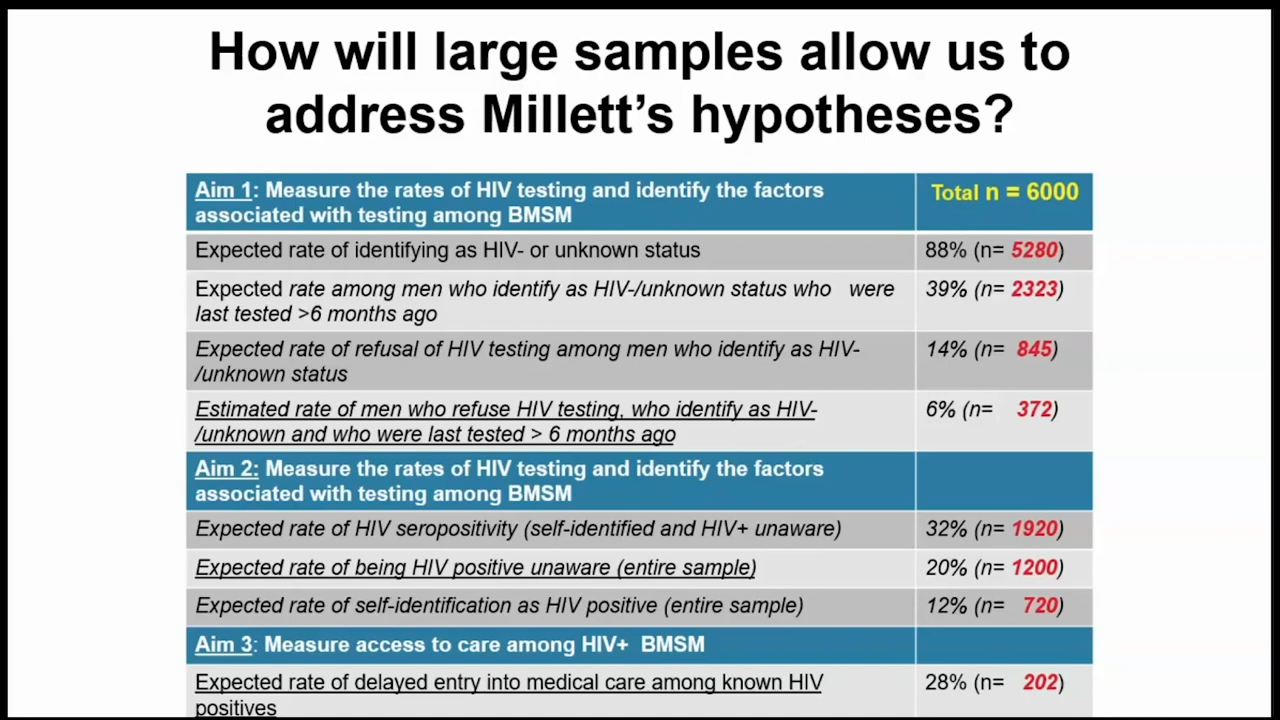 How will large samples allow us to
address Millett’s hypotheses?
Aim 1: Measure the rates of HIV testing and identify the factors
associated with testing among BMSM
Total n = 6000
Expected rate of identifying as HIV- or unknown status
88% (n= 5280)
Expected rate among men who identify as HIV-/unknown status who were
last tested >6 months ago
39% (n= 2323)
Expected rate of refusal of HIV testing among men who identify as HIV-
/unknown status
14% (n= 845)
Estimated rate of men who refuse HIV testing, who identify as HIV-
/unknown and who were last tested > 6 months ago
6% (n= 372)
Aim 2: Measure the rates of HIV testing and identify the factors
associated with testing among BMSM
Expected rate of HIV seropositivity (self-identified and HIV+ unaware)
32% (n= 1920)
Expected rate of being HIV positive unaware (entire sample)
20% (n= 1200)
Expected rate of self-identification as HIV positive (entire sample)
12% (n= 720)
Aim 3: Measure access to care among HIV+ BMSM
Expected rate of delayed entry into medical care among known HIV
positives
28% (n= 202)